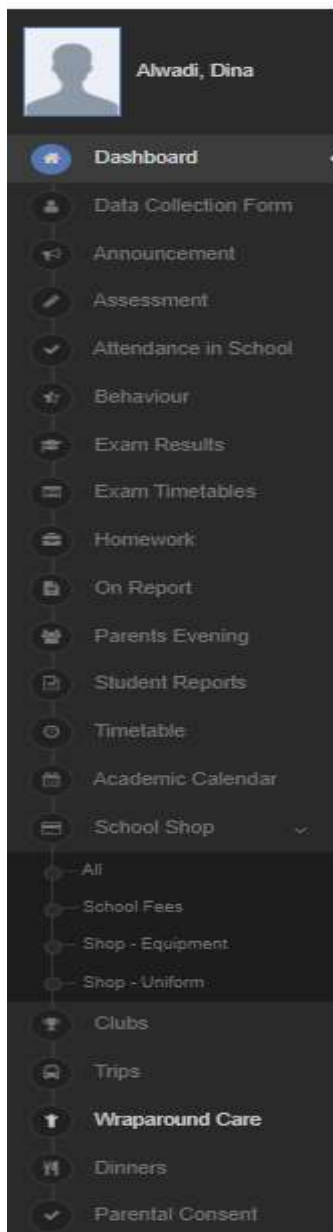 Alwadi, Dina
Dashboard
Data Collection Form
Announcement
Assessment
Attendance in School
Behaviour
Exam Results
Exam Timetables
Homework
On Report
Parents Evening
Student Reports
Timetable
Academic Calendar
School Shop
All
School Fees
Shop - Equipment
Shop - Uniform
Clubs
Trips
Wraparound Care
Dinners
Parental Consent